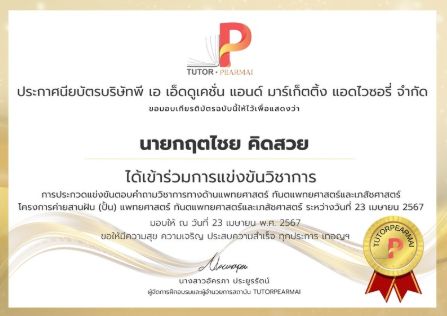 P
TUTOR • PEARMAI
ประกาศนียบัตรบริษัทพี เอ เอ็ดดูเคชั่น แอนด์ มาร์เก็ตติ้ง แอดไวซอรี่ จำกัด
ขอมอบเกียรติบัตรฉบับนี้ให้ไว้เพื่อแสดงว่า
นายกฤตไชย คิดสวย
ได้เข้าร่วมการแข่งขันวิชาการ
การประกวดแข่งขันตอบคำถามวิชาการทางด้านแพทยศาสตร์ ทันตแพทยศาสตร์และเภสัชศาสตร์
โครงการค่ายสานฝัน (ปั้น) แพทยศาสตร์ ทันตแพทยศาสตร์และเภสัชศาสตร์ ระหว่างวันที่ 23 เมษายน 2567
มอบให้ ณ วันที่ 23 เมษายน พ.ศ. 2567
ขอให้มีความสุข ความเจริญ ประสบความสำเร็จ ทุกประการ เทอญฯ
TUTORPEARMAI
P
นางสาวอัครภา ประยูรรัตน์
ผู้จัดการฝึกอบรมและผู้อำนวยการสถาบัน TUTORPEARMAI